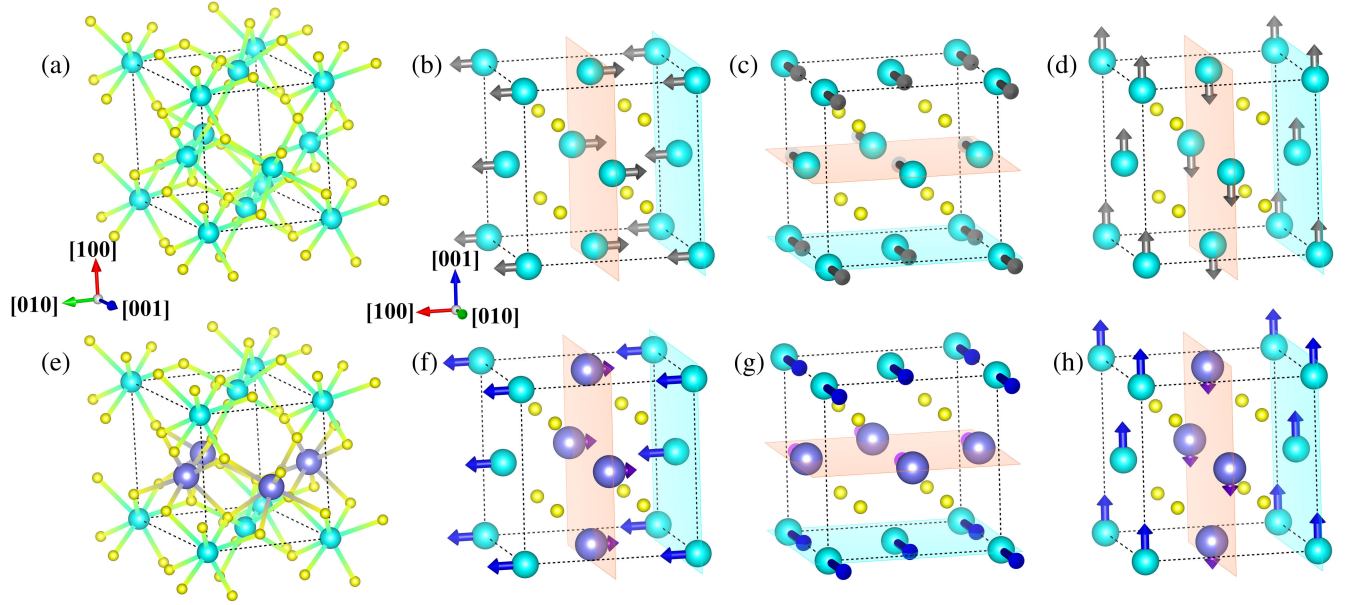 (a)
(b)
(c)
(d)
[100]
[010]
[001]
[001]
[100]
[010]
(e)
(f)
(g)
(h)